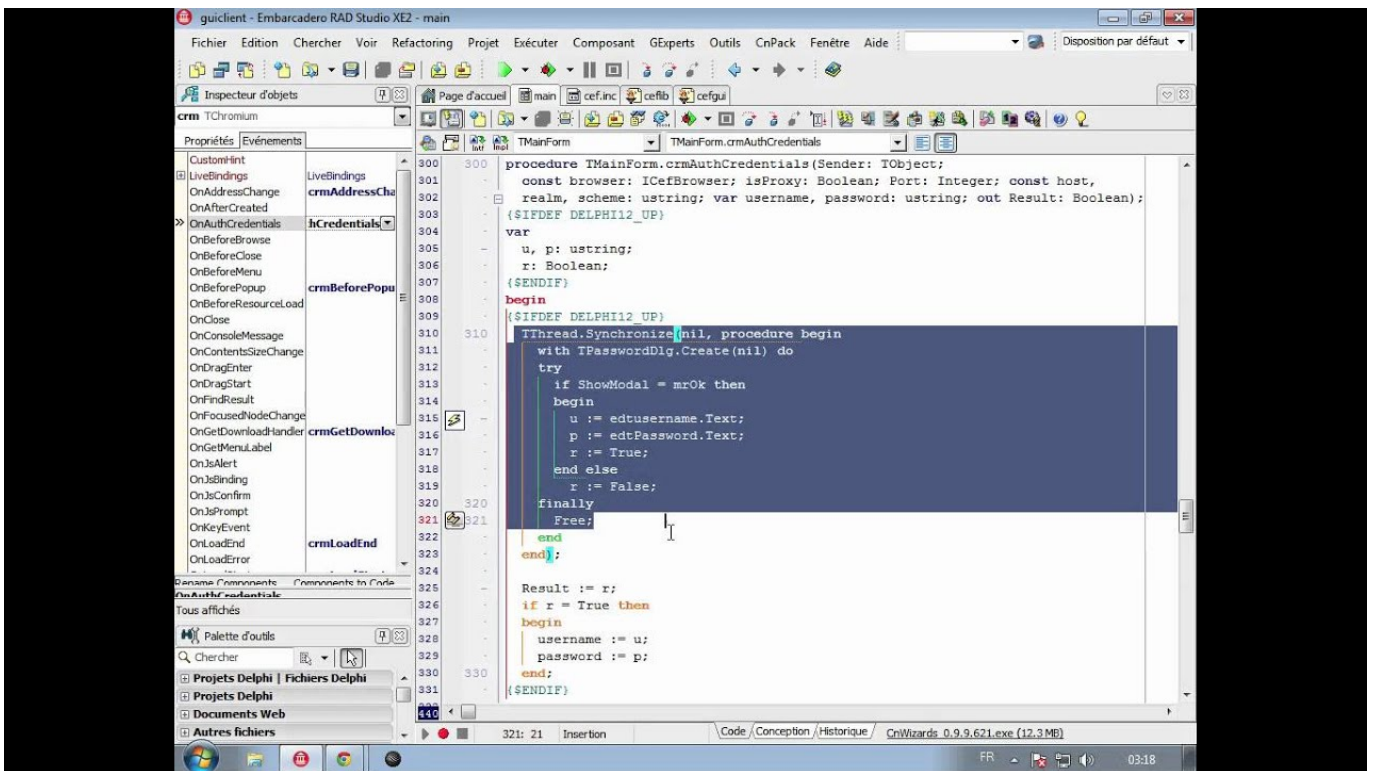 guiclient - Embarcadero RAD Studio XE2 - main
Fichier Edition Chercher Voir Refactoring Projet Exécuter Composant GExperts Outils CnPack Fenêtre Aide
Disposition par défaut
Inspecteur d'objets
Page d'accueil main cef.inc ceflib cefgui
crm TChromium
Propriétés Evénements
TMainForm TMainForm.crmAuthCredentials
CustomHint
LiveBindings LiveBindings
OnAddressChange crmAddressCha
OnAfterCreated
OnAuthCredentials hCredentials
OnBeforeBrowse
OnBeforeClose
OnBeforeMenu
OnBeforePopup crmBeforePopu
OnBeforeResourceLoad
OnClose
OnConsoleMessage
OnContentsSizeChange
OnDragEnter
OnDragStart
OnFindResult
OnFocusedNodeChange
OnGetDownloadHandler crmGetDownloa
OnGetMenuLabel
OnJsAlert
OnJsBinding
OnJsConfirm
OnJsPrompt
OnKeyEvent
OnLoadEnd crmLoadEnd
OnLoadError
Rename Components Components to Code
OnAuthCredentials
Tous affichés
Palette d'outils
Chercher
Projets Delphi | Fichiers Delphi
Projets Delphi
Documents Web
Autres fichiers
300 300 procedure TMainForm.crmAuthCredentials(Sender: TObject;
301 const browser: ICefBrowser; isProxy: Boolean; Port: Integer; const host,
302 realm, scheme: ustring; var username, password: ustring; out Result: Boolean);
303 {$IFDEF DELPHI12_UP}
304 var
305 u, p: ustring;
306 r: Boolean;
307 {$ENDIF}
308 begin
309 {$IFDEF DELPHI12_UP}
310 310 TThread.Synchronize(nil, procedure begin
311 with TPasswordDlg.Create(nil) do
312 try
313 if ShowModal = mrOk then
314 begin
315 u := edtusername.Text;
316 p := edtPassword.Text;
317 r := True;
318 end else
319 r := False;
320 320 finally
321 321 Free;
322 end
323 end);
324
325 Result := r;
326 if r = True then
327 begin
328 username := u;
329 password := p;
330 330 end;
331 {$ENDIF}
440
321: 21 Insertion Code Conception Historique CnWizards_0.9.9.621.exe (12.3 MB)
FR 03:18